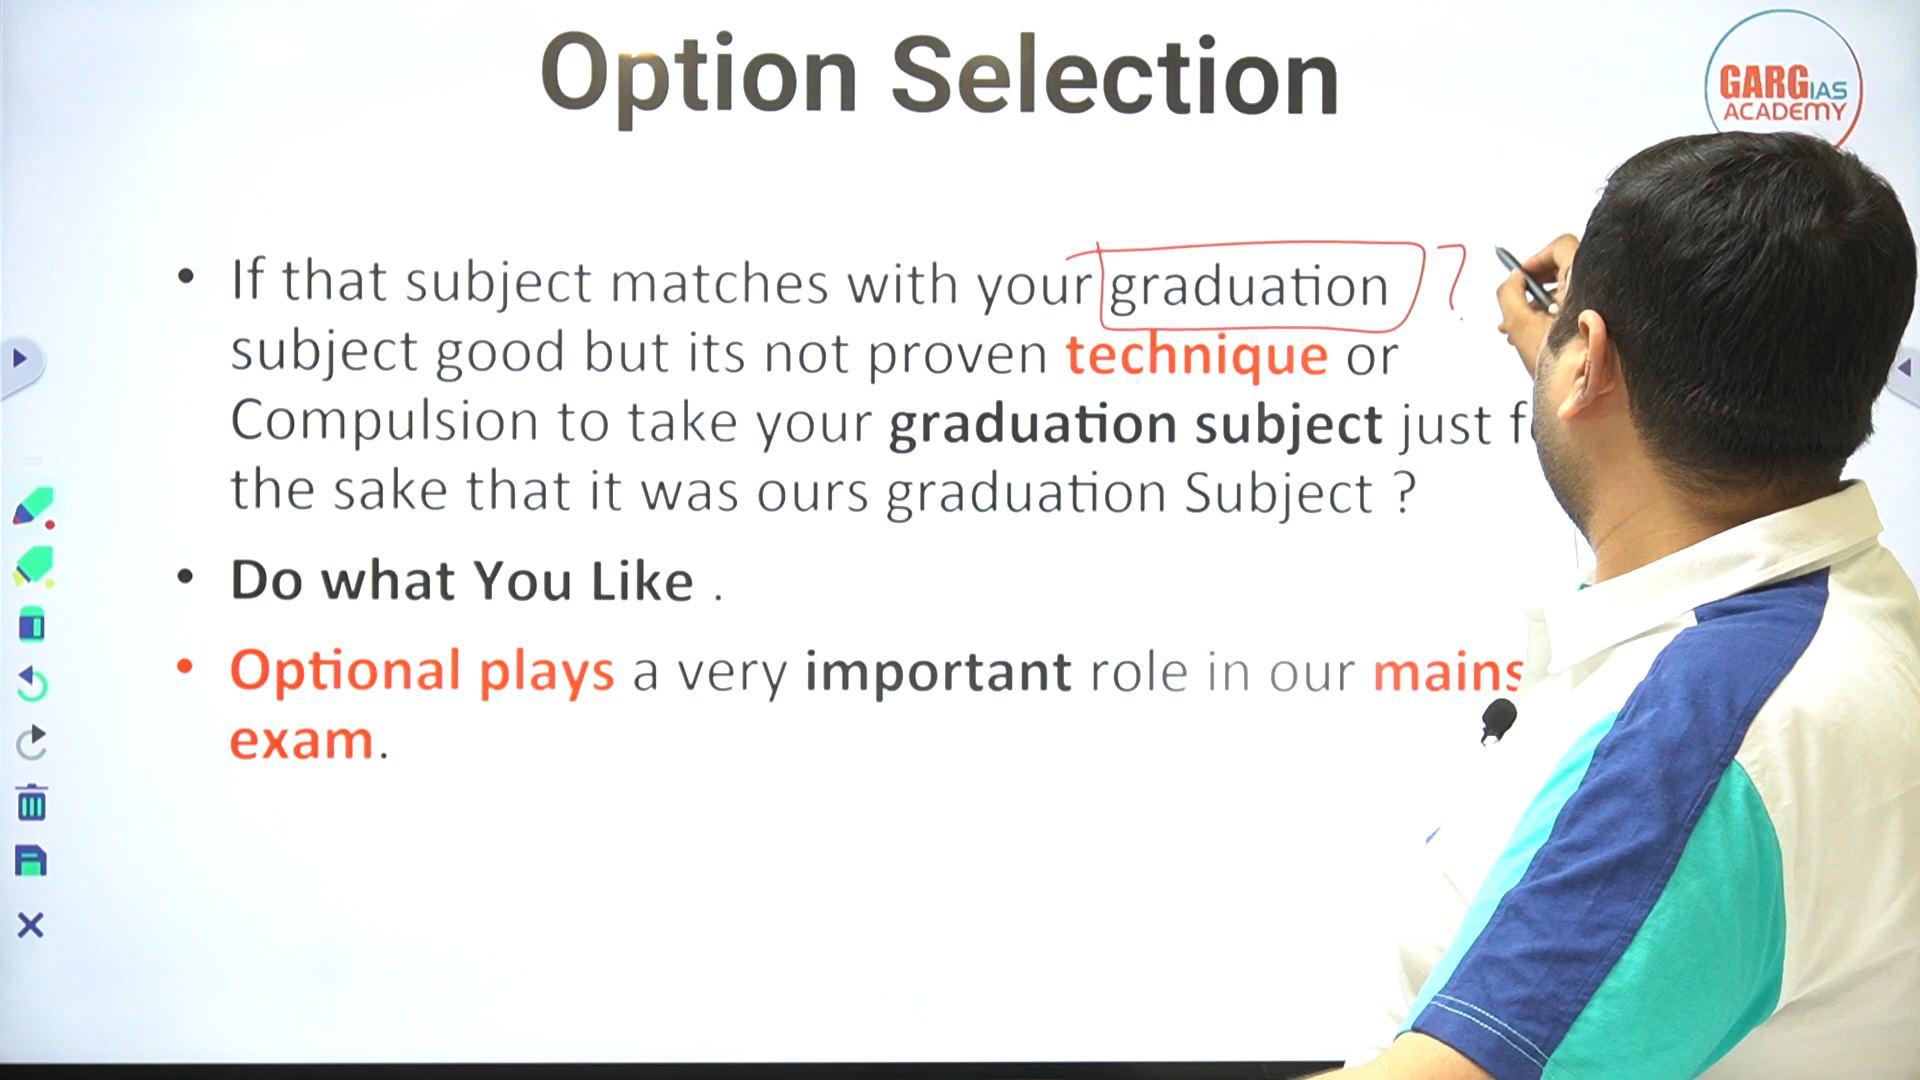 Option Selection
GARG IAS
ACADEMY
• If that subject matches with your graduation ?
subject good but its not proven technique or
Compulsion to take your graduation subject just
the sake that it was ours graduation Subject ?
• Do what You Like .
• Optional plays a very important role in our mains
exam.